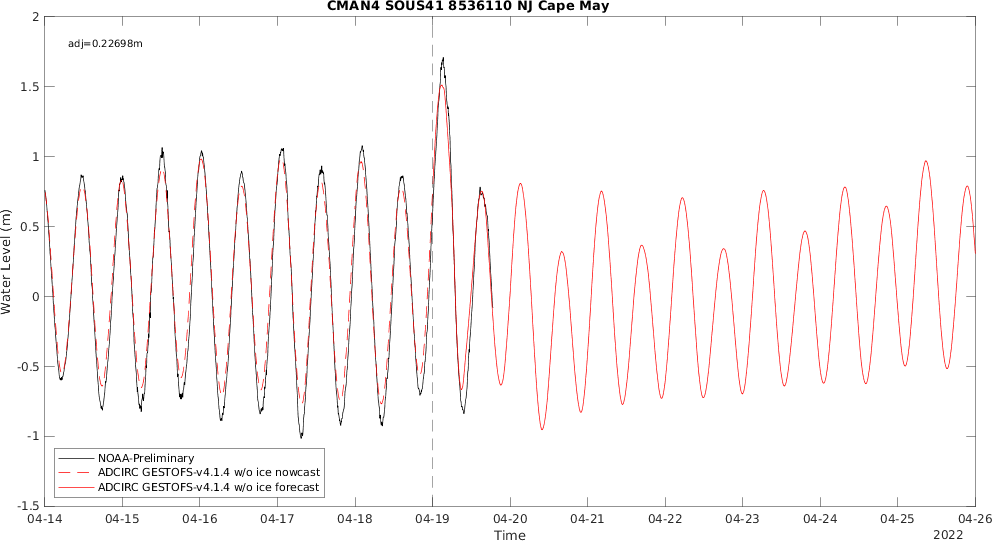 CMAN4 SOUS41 8536110 NJ Cape May
adj=0.22698m
2
1.5
1
0.5
0
-0.5
-1
-1.5
Water Level (m)
NOAA-Preliminary
ADCIRC GESTOFS-v4.1.4 w/o ice nowcast
ADCIRC GESTOFS-v4.1.4 w/o ice forecast
04-14 04-15 04-16 04-17 04-18 04-19 04-20 04-21 04-22 04-23 04-24 04-25 04-26
Time
2022